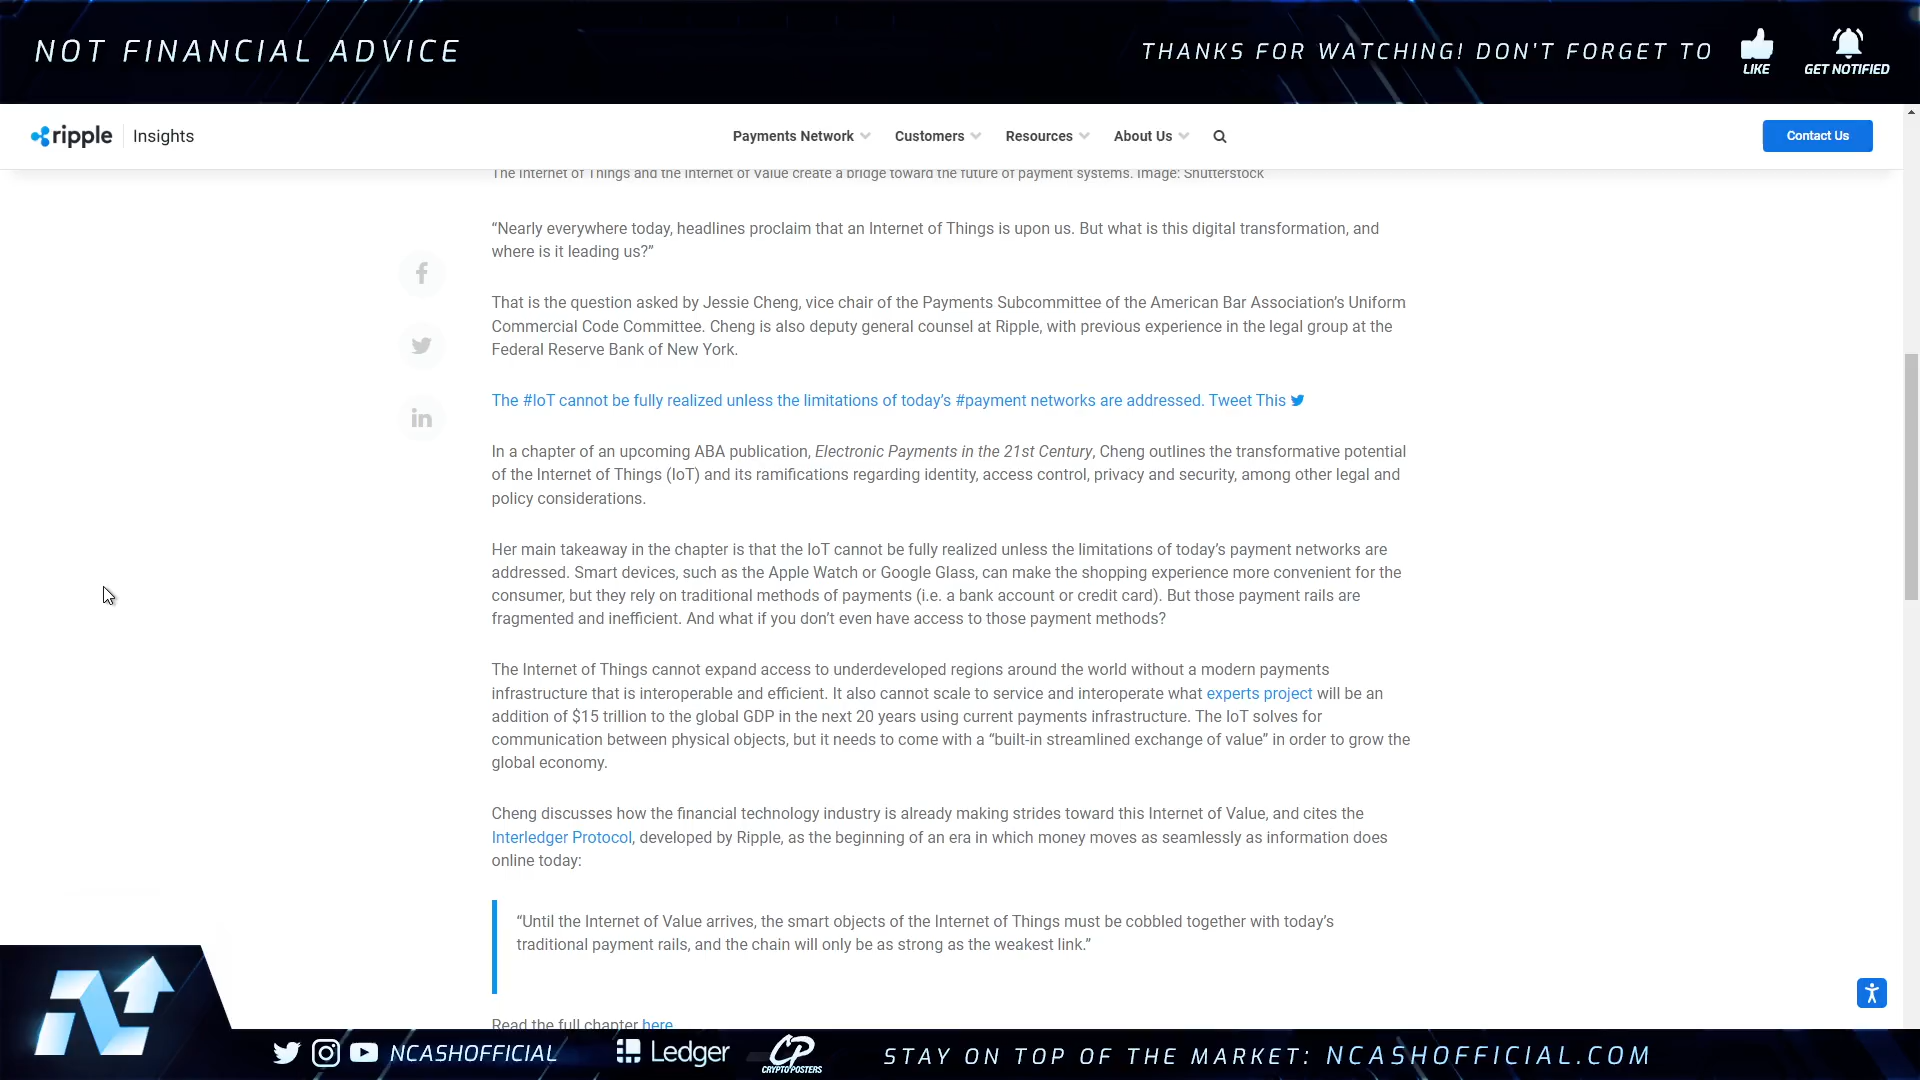 NOT FINANCIAL ADVICE
THANKS FOR WATCHING! DON'T FORGET TO
LIKE
GET NOTIFIED
ripple Insights
Payments Network Customers Resources About Us
Contact Us
The Internet of Things and the Internet of Value create a bridge toward the future of payment systems. Image: Shutterstock
“Nearly everywhere today, headlines proclaim that an Internet of Things is upon us. But what is this digital transformation, and
where is it leading us?”
That is the question asked by Jessie Cheng, vice chair of the Payments Subcommittee of the American Bar Association’s Uniform
Commercial Code Committee. Cheng is also deputy general counsel at Ripple, with previous experience in the legal group at the
Federal Reserve Bank of New York.
The #IoT cannot be fully realized unless the limitations of today’s #payment networks are addressed. Tweet This
In a chapter of an upcoming ABA publication, Electronic Payments in the 21st Century, Cheng outlines the transformative potential
of the Internet of Things (IoT) and its ramifications regarding identity, access control, privacy and security, among other legal and
policy considerations.
Her main takeaway in the chapter is that the IoT cannot be fully realized unless the limitations of today’s payment networks are
addressed. Smart devices, such as the Apple Watch or Google Glass, can make the shopping experience more convenient for the
consumer, but they rely on traditional methods of payments (i.e. a bank account or credit card). But those payment rails are
fragmented and inefficient. And what if you don’t even have access to those payment methods?
The Internet of Things cannot expand access to underdeveloped regions around the world without a modern payments
infrastructure that is interoperable and efficient. It also cannot scale to service and interoperate what experts project will be an
addition of $15 trillion to the global GDP in the next 20 years using current payments infrastructure. The IoT solves for
communication between physical objects, but it needs to come with a “built-in streamlined exchange of value” in order to grow the
global economy.
Cheng discusses how the financial technology industry is already making strides toward this Internet of Value, and cites the
Interledger Protocol, developed by Ripple, as the beginning of an era in which money moves as seamlessly as information does
online today:
“Until the Internet of Value arrives, the smart objects of the Internet of Things must be cobbled together with today’s
traditional payment rails, and the chain will only be as strong as the weakest link.”
Read the full chapter here
NCASHOFFICIAL
Ledger
CP
CRYPTOPOSTERS
STAY ON TOP OF THE MARKET: NCASHOFFICIAL.COM